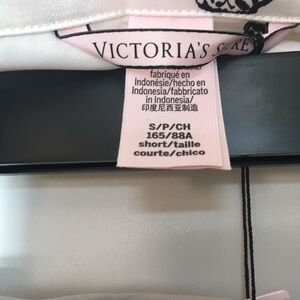 VICTORIA'S SECRET
fabriqué en
Indonésie/hecho en
Indonesia/fabbricato
in Indonesia/
印度尼西亚制造
S/P/CH
165/88A
short/taille
courte/chico